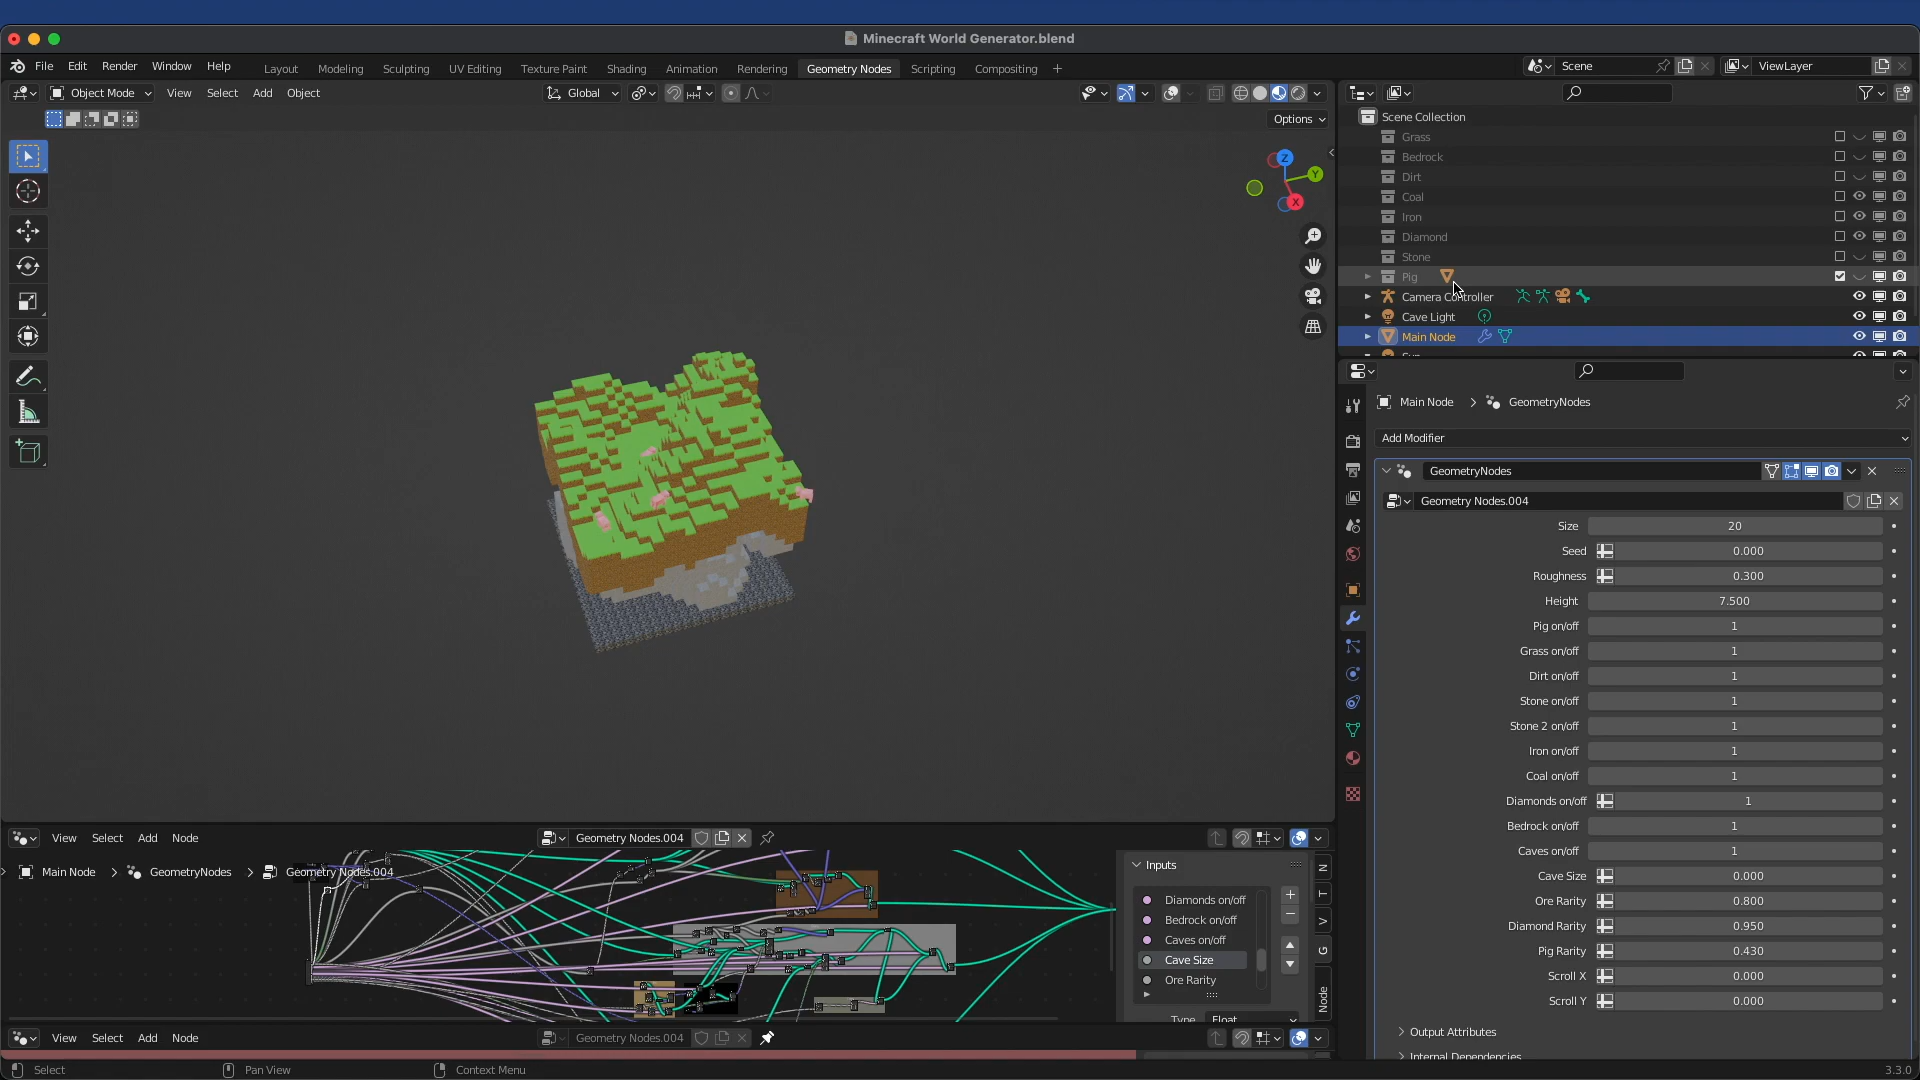 Minecraft World Generator.blend
File Edit Render Window Help Layout Modeling Sculpting UV Editing Texture Paint Shading Animation Rendering Geometry Nodes Scripting Compositing + Scene ViewLayer
Object Mode View Select Add Object Global
Options
Z
Y
X
Scene Collection
Grass
Bedrock
Dirt
Coal
Iron
Diamond
Stone
Pig
Camera Controller
Cave Light
Main Node
Main Node > GeometryNodes
Add Modifier
GeometryNodes
Geometry Nodes.004
Size 20
Seed 0.000
Roughness 0.300
Height 7.500
Pig on/off 1
Grass on/off 1
Dirt on/off 1
Stone on/off 1
Stone 2 on/off 1
Iron on/off 1
Coal on/off 1
Diamonds on/off 1
Bedrock on/off 1
Caves on/off 1
Cave Size 0.000
Ore Rarity 0.800
Diamond Rarity 0.950
Pig Rarity 0.430
Scroll X 0.000
Scroll Y 0.000
Output Attributes
Internal Dependencies
View Select Add Node Geometry Nodes.004
Main Node > GeometryNodes > Geometry Nodes.004
Inputs
Diamonds on/off
Bedrock on/off
Caves on/off
Cave Size
Ore Rarity
Type Float
N
T
V
G
Node
View Select Add Node Geometry Nodes.004
Select Pan View Context Menu 3.3.0